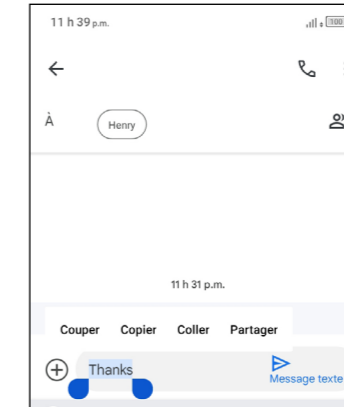 11 h 39 p.m.
100
À Henry
11 h 31 p.m.
Couper Copier Coller Partager
Thanks
Message texte